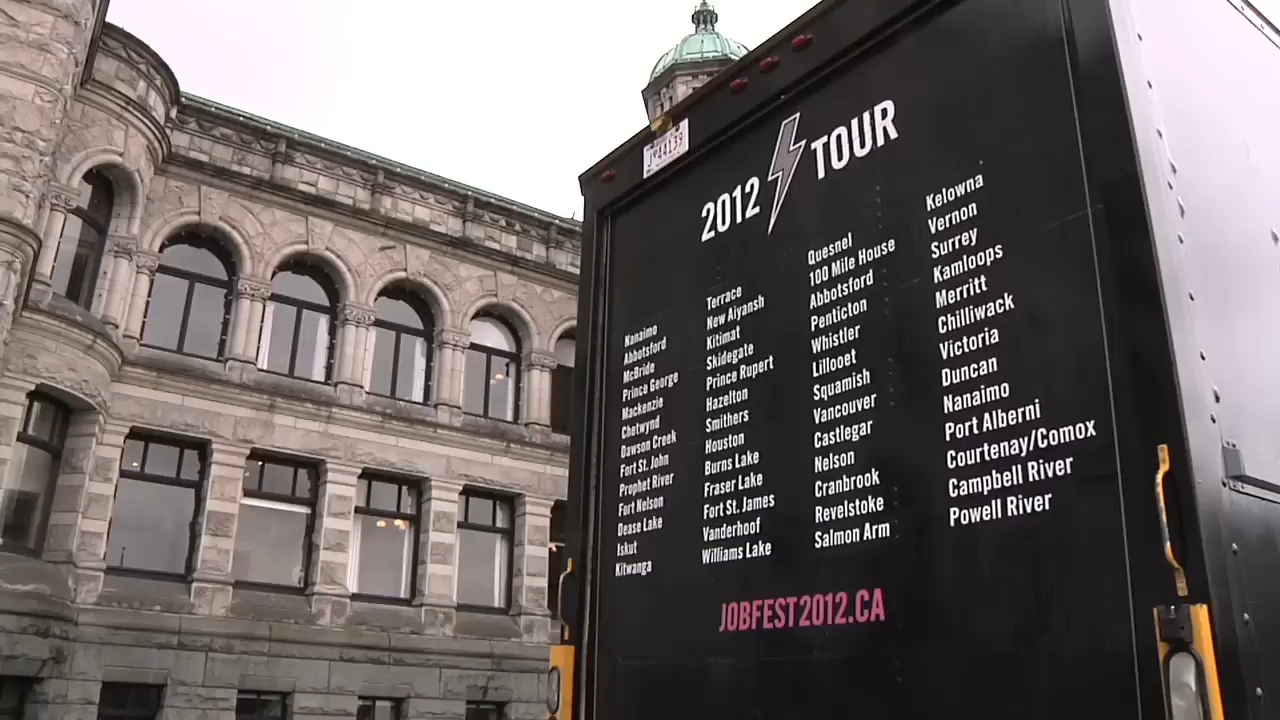 J*44139
2012 TOUR
Nanaimo
Abbotsford
McBride
Prince George
Mackenzie
Chetwynd
Dawson Creek
Fort St. John
Prophet River
Fort Nelson
Dease Lake
Iskut
Kitwanga
Terrace
New Aiyansh
Kitimat
Skidegate
Prince Rupert
Hazelton
Smithers
Houston
Burns Lake
Fraser Lake
Fort St. James
Vanderhoof
Williams Lake
Quesnel
100 Mile House
Abbotsford
Penticton
Whistler
Lillooet
Squamish
Vancouver
Castlegar
Nelson
Cranbrook
Revelstoke
Salmon Arm
Kelowna
Vernon
Surrey
Kamloops
Merritt
Chilliwack
Victoria
Duncan
Nanaimo
Port Alberni
Courtenay/Comox
Campbell River
Powell River
JOBFEST2012.CA